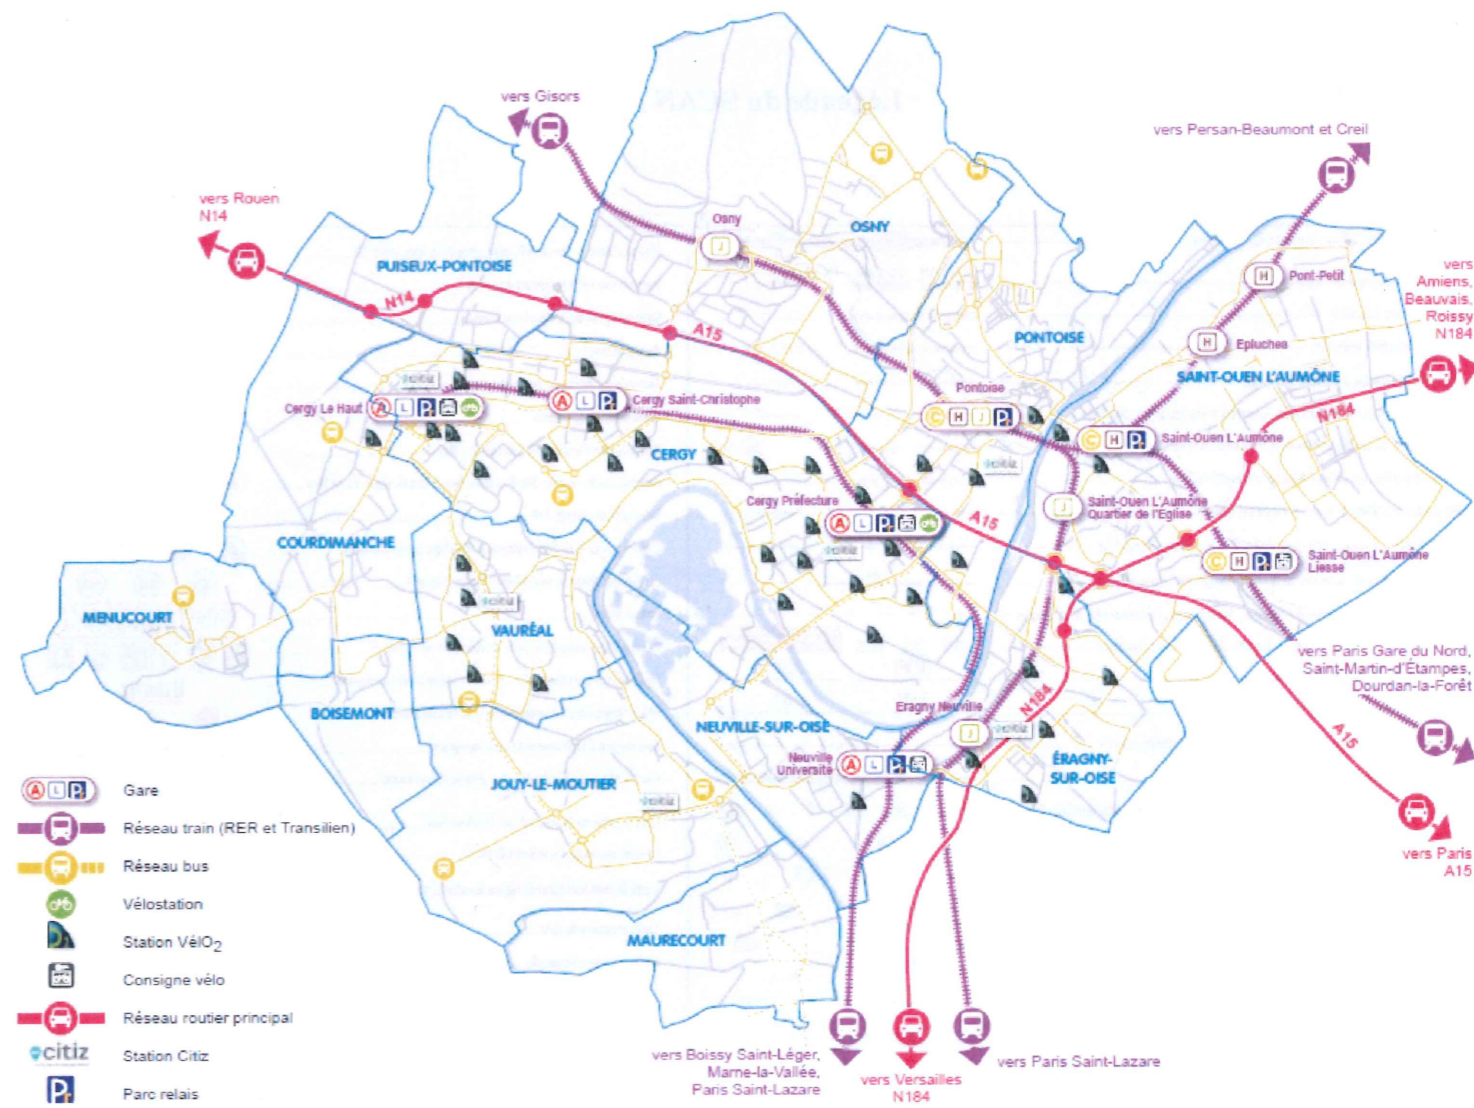 vers Gisors
vers Persan-Beaumont et Creil
vers Rouen
N14
Osny
OSNY
PUISEUX-PONTOISE
N14
A15
Pont-Petit
vers
Amiens,
Beauvais,
Roissy
N184
H
PONTOISE
Epluches
H
SAINT-OUEN L'AUMÔNE
N184
citiz
Cergy Le Haut
A L P
Cergy Saint-Christophe
A L P
Pontoise
C H J P
Saint-Ouen L'Aumône
C H P
CERGY
citiz
Cergy Préfecture
A L P
A15
Saint-Ouen L'Aumône
Quartier de l'Eglise
J
citiz
Saint-Ouen L'Aumône
Liesse
C H P
COURDIMANCHE
MENUCOURT
citiz
VAURÉAL
BOISEMONT
vers Paris Gare du Nord,
Saint-Martin-d'Étampes,
Dourdan-la-Forêt
NEUVILLE-SUR-OISE
Eragny Neuville
J
citiz
N184
A15
Neuville
Université
A L P
ÉRAGNY-
SUR-OISE
JOUY-LE-MOUTIER
citiz
vers Paris
A15
MAURECOURT
A L P
Gare
Réseau train (RER et Transilien)
Réseau bus
Vélostation
Station VélO2
Consigne vélo
Réseau routier principal
citiz
Station Citiz
P
Parc relais
vers Boissy Saint-Léger,
Marne-la-Vallée,
Paris Saint-Lazare
vers Versailles
N184
vers Paris Saint-Lazare